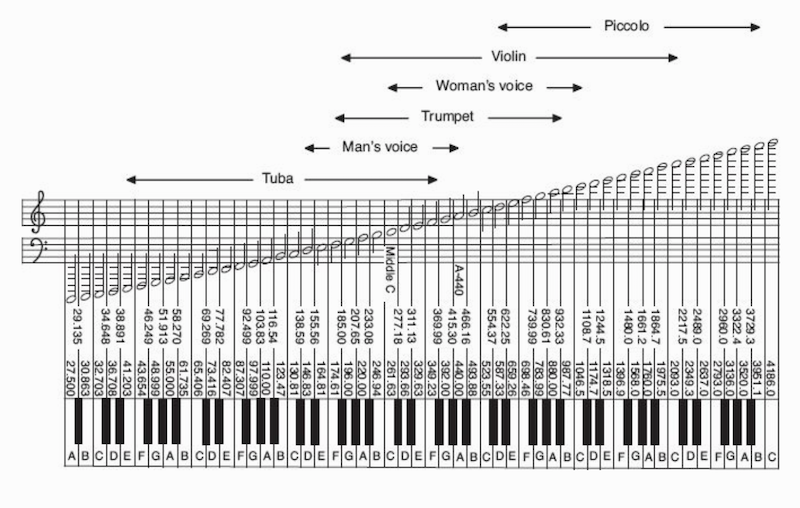 Piccolo
Violin
Woman's voice
Trumpet
Man's voice
Tuba
Middle C
A-440
29.135 34.648 38.891 46.249 51.913 58.270 69.269 77.782 92.499 103.83 116.54 138.59 155.56 185.00 207.65 233.08 277.18 311.13 369.99 415.30 466.16 554.37 622.25 739.99 830.61 932.33 1108.7 1244.5 1480.0 1661.2 1864.7 2217.5 2489.0 2960.0 3322.4 3729.3
27.500 30.863 32.703 36.708 41.203 43.654 48.999 55.000 61.735 65.406 73.416 82.407 87.307 97.999 110.00 123.47 130.81 146.83 164.81 174.61 196.00 220.00 246.94 261.63 293.66 329.63 349.23 392.00 440.00 493.88 523.55 587.33 659.26 698.46 783.99 880.00 987.77 1046.5 1174.7 1318.5 1396.9 1568.0 1760.0 1975.5 2093.0 2349.3 2637.0 2793.0 3136.0 3520.0 3951.1 4186.0
A B C D E F G A B C D E F G A B C D E F G A B C D E F G A B C D E F G A B C D E F G A B C D E F G A B C